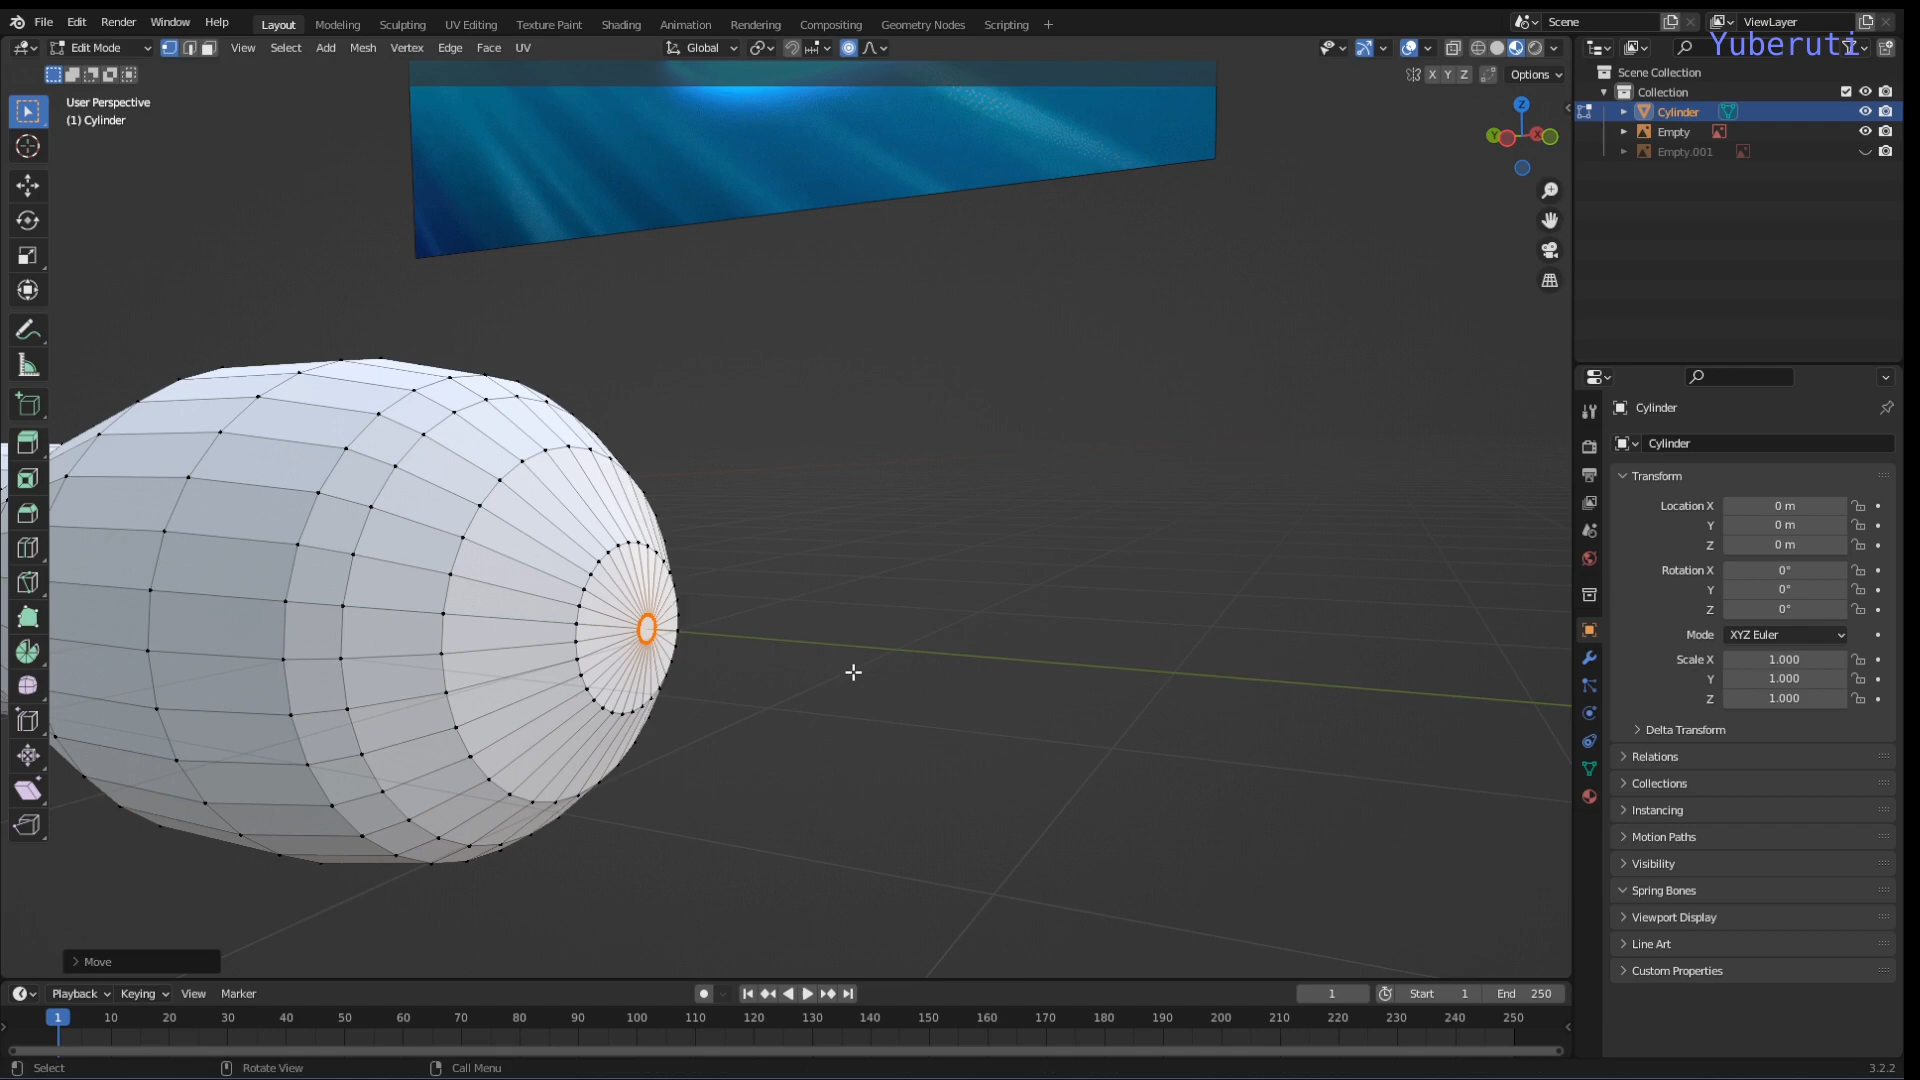 File Edit Render Window Help Layout Modeling Sculpting UV Editing Texture Paint Shading Animation Rendering Compositing Geometry Nodes Scripting + Scene ViewLayer
Yuberuti
Edit Mode View Select Add Mesh Vertex Edge Face UV Global
X Y Z Options
User Perspective
(1) Cylinder
Z
Y X
Scene Collection
Collection
Cylinder
Empty
Empty.001
Cylinder
Cylinder
Transform
Location X 0 m
Y 0 m
Z 0 m
Rotation X 0°
Y 0°
Z 0°
Mode XYZ Euler
Scale X 1.000
Y 1.000
Z 1.000
Delta Transform
Relations
Collections
Instancing
Motion Paths
Visibility
Spring Bones
Viewport Display
Line Art
Custom Properties
Move
Playback Keying View Marker 1 Start 1 End 250
1 10 20 30 40 50 60 70 80 90 100 110 120 130 140 150 160 170 180 190 200 210 220 230 240 250
Select Rotate View Call Menu 3.2.2